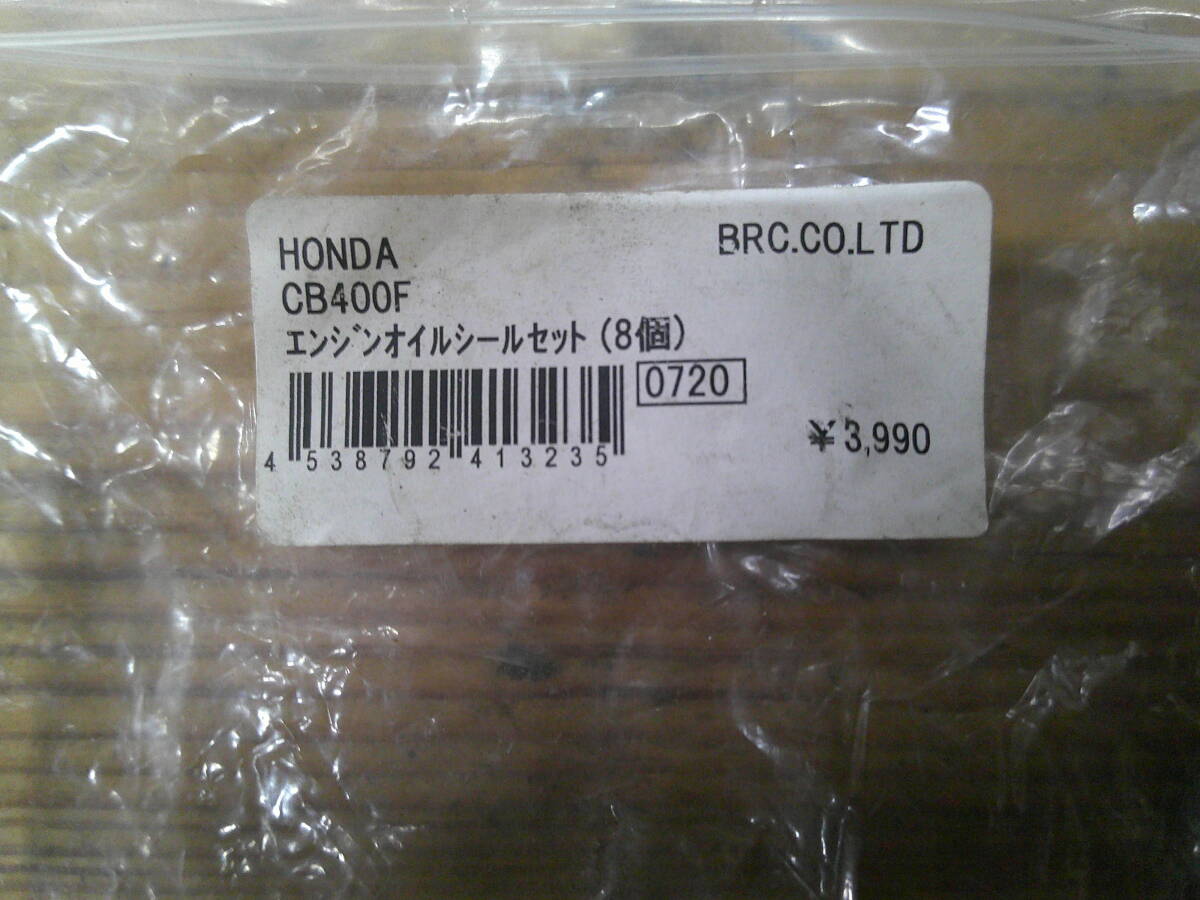 HONDA BRC.CO.LTD
CB400F
ｴﾝｼﾞﾝｵｲﾙｼｰﾙｾｯﾄ (8個)
0720
¥ 3,990
4 538792 413235